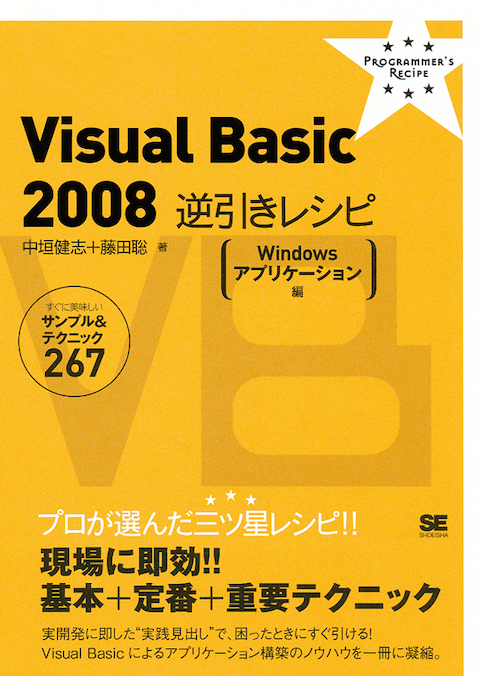 PROGRAMMER'S
RECIPE
Visual Basic
2008 逆引きレシピ
中垣健志+藤田聡 著
Windows
アプリケーション
編
すぐに美味しい
サンプル&
テクニック
267
プロが選んだ三ツ星レシピ!!
SE
SHOEISHA
現場に即効!!
基本+定番+重要テクニック
実開発に即した“実践見出し”で、困ったときにすぐ引ける!
Visual Basic によるアプリケーション構築のノウハウを一冊に凝縮。
VB